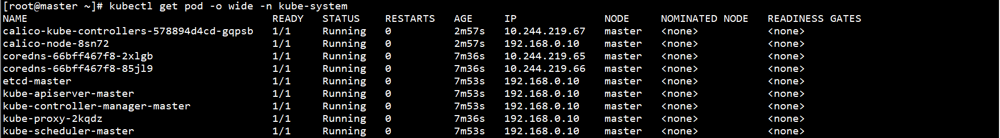 [root@master ~]# kubectl get pod -o wide -n kube-system
NAME                                       READY   STATUS    RESTARTS   AGE     IP              NODE     NOMINATED NODE   READINESS GATES
calico-kube-controllers-578894d4cd-gqpsb   1/1     Running   0          2m57s   10.244.219.67   master   <none>           <none>
calico-node-8sn72                          1/1     Running   0          2m57s   192.168.0.10    master   <none>           <none>
coredns-66bff467f8-2xlgb                   1/1     Running   0          7m36s   10.244.219.65   master   <none>           <none>
coredns-66bff467f8-85jl9                   1/1     Running   0          7m36s   10.244.219.66   master   <none>           <none>
etcd-master                                1/1     Running   0          7m53s   192.168.0.10    master   <none>           <none>
kube-apiserver-master                      1/1     Running   0          7m53s   192.168.0.10    master   <none>           <none>
kube-controller-manager-master             1/1     Running   0          7m53s   192.168.0.10    master   <none>           <none>
kube-proxy-2kqdz                           1/1     Running   0          7m36s   192.168.0.10    master   <none>           <none>
kube-scheduler-master                      1/1     Running   0          7m53s   192.168.0.10    master   <none>           <none>